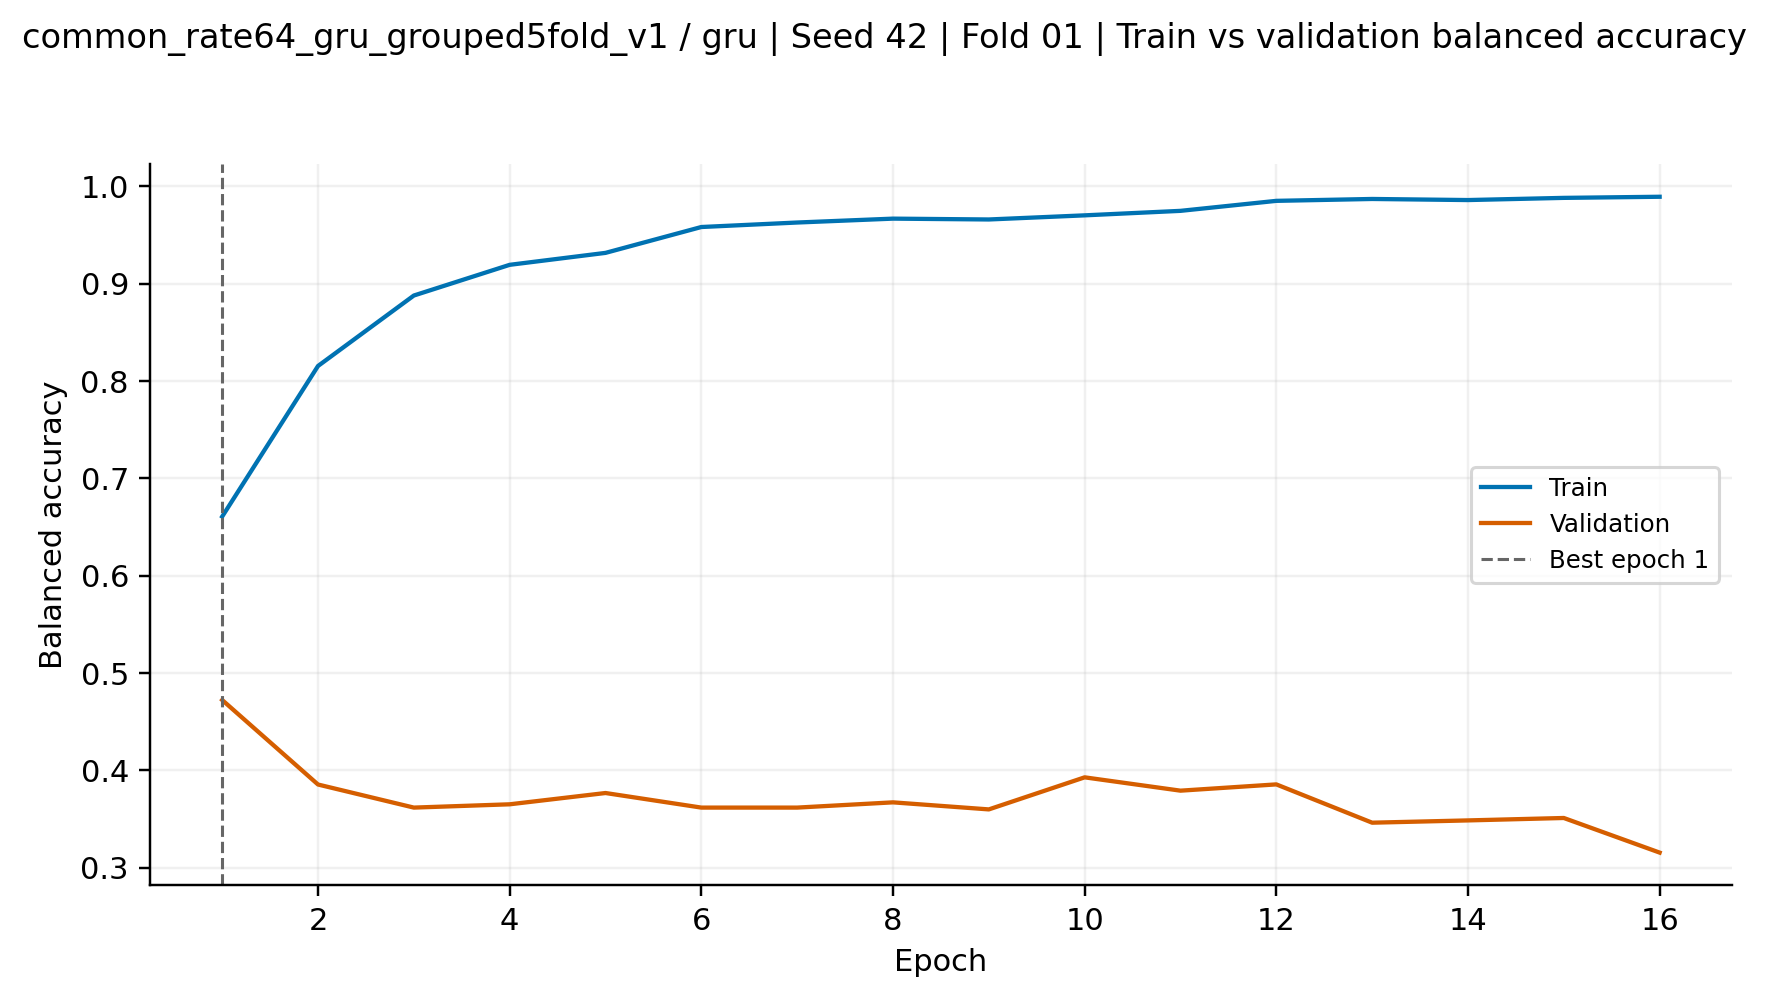 common_rate64_gru_grouped5fold_v1 / gru | Seed 42 | Fold 01 | Train vs validation balanced accuracy
1.0
0.9
0.8
0.7
0.6
0.5
0.4
0.3
Balanced accuracy
Train
Validation
Best epoch 1
2 4 6 8 10 12 14 16
Epoch